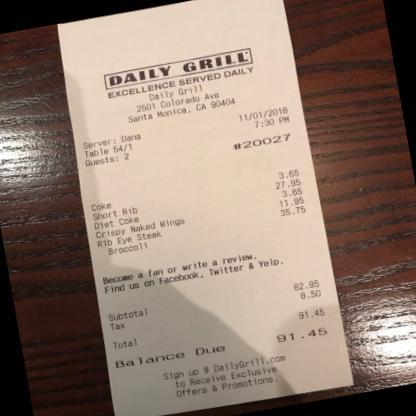 DAILY GRILL
EXCELLENCE SERVED DAILY
Daily Grill
2501 Colorado Ave
Santa Monica, CA 90404
11/01/2018
Server: Dana
7:30 PM
Table 54/1
#20027
Guests: 2
Coke 3.65
Short Rib 27.95
Diet Coke 3.65
Crispy Naked Wings 11.95
Rib Eye Steak 35.75
Broccoli
Become a fan or write a review.
Find us on Facebook, Twitter & Yelp.
Subtotal 82.95
Tax 8.50
Total 91.45
Balance Due 91.45
Sign up @ DailyGrill.com
to Receive Exclusive
Offers & Promotions.